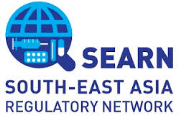 SEARN
SOUTH-EAST ASIA
REGULATORY NETWORK